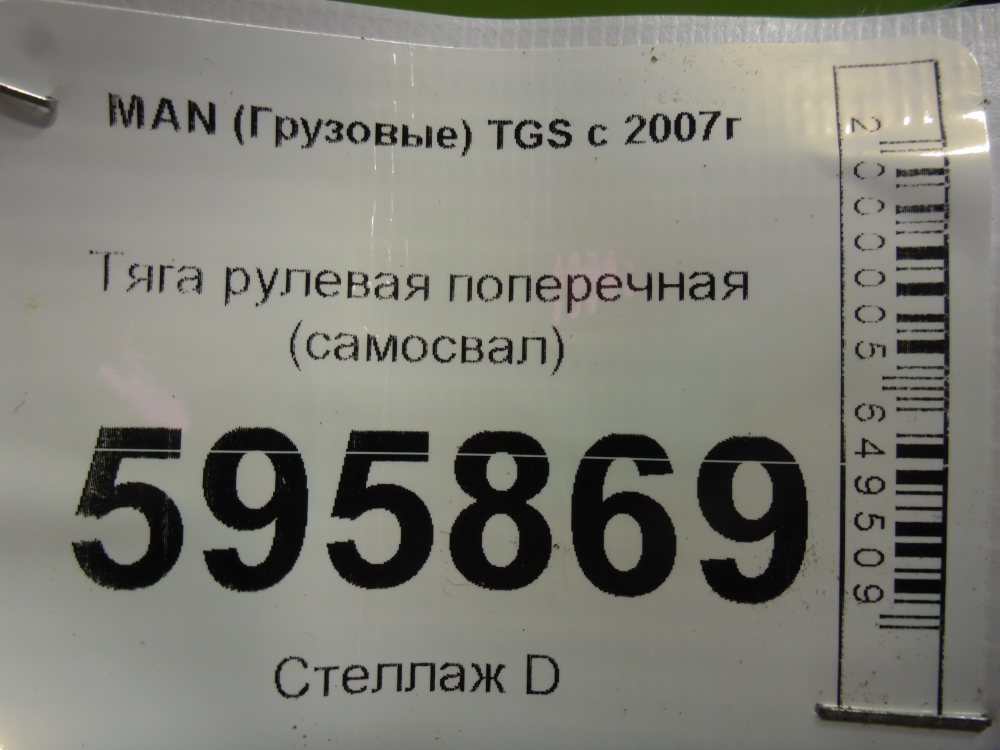 MAN (Грузовые) TGS с 2007г
Тяга рулевая поперечная
(самосвал)
595869
Стеллаж D
2000005649509